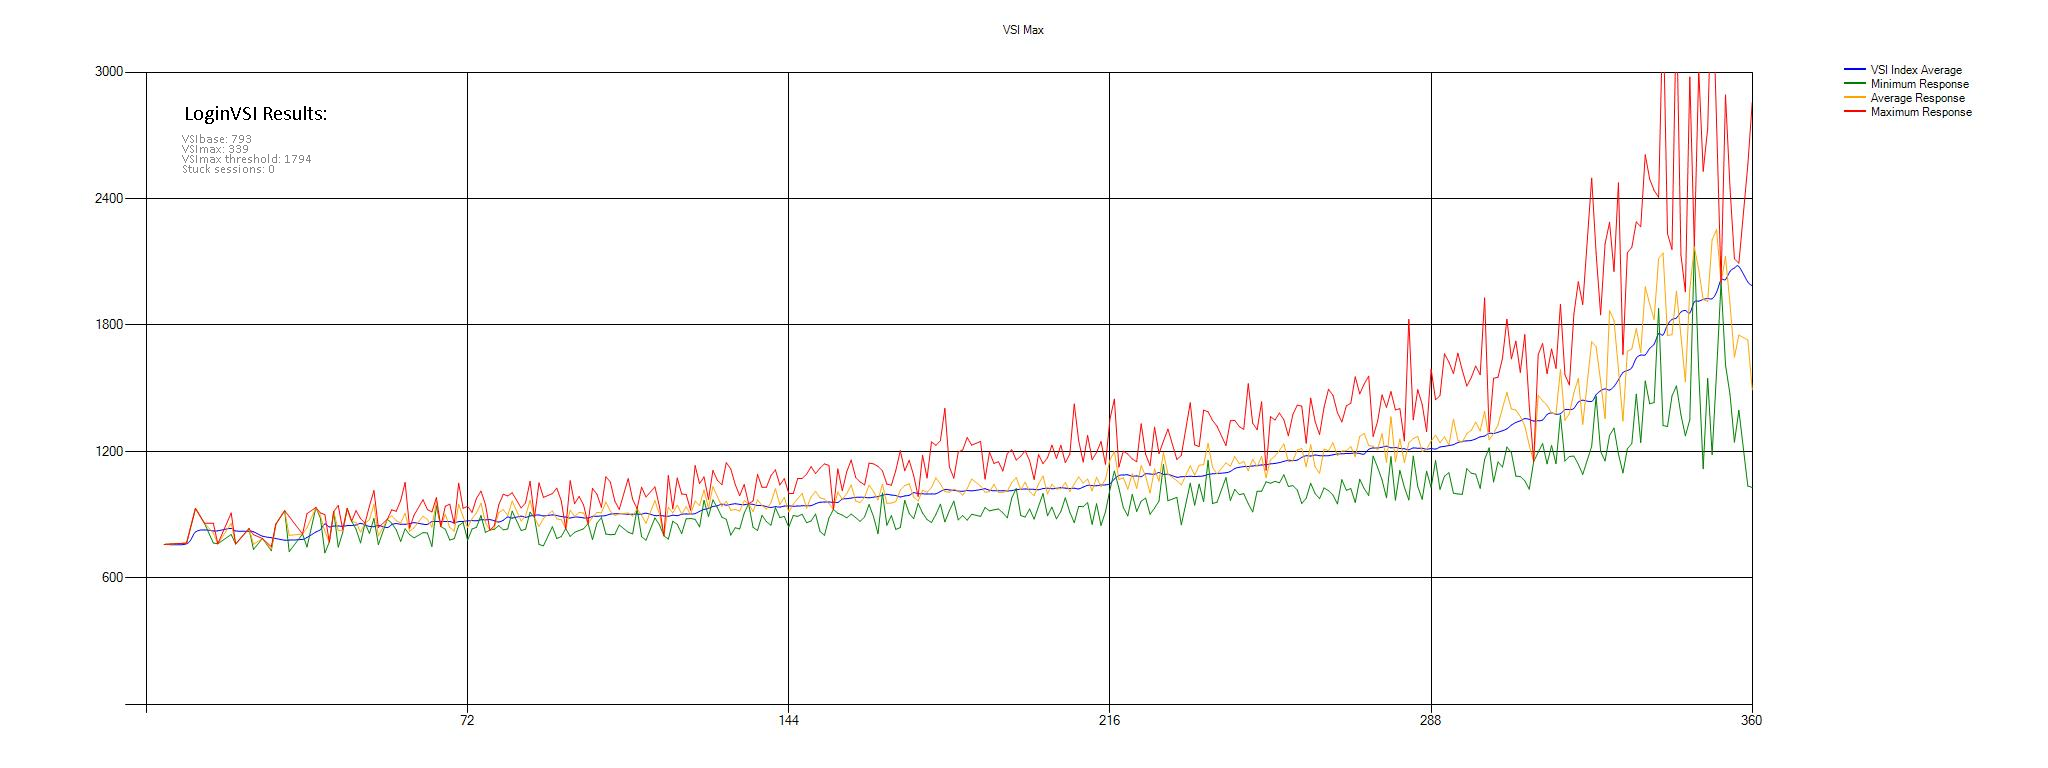 VSI Max
3000
2400
1800
1200
600
LoginVSI Results:
VSIbase: 793
VSImax: 339
VSImax threshold: 1794
Stuck sessions: 0
VSI Index Average
Minimum Response
Average Response
Maximum Response
72
144
216
288
360